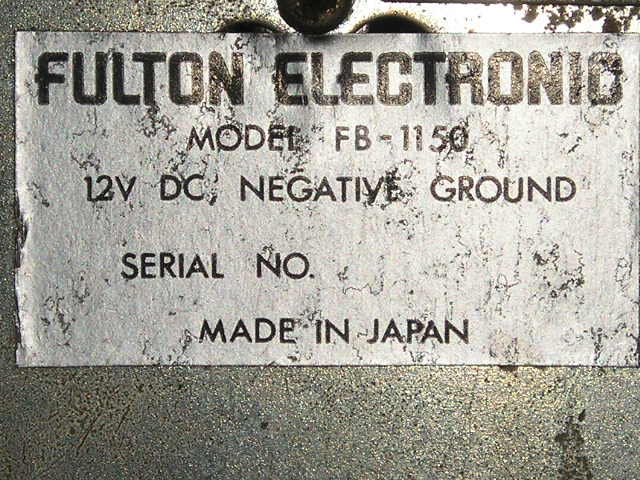 FULTON ELECTRONIC
MODEL FB-1150
12V DC, NEGATIVE GROUND
SERIAL NO.
MADE IN JAPAN